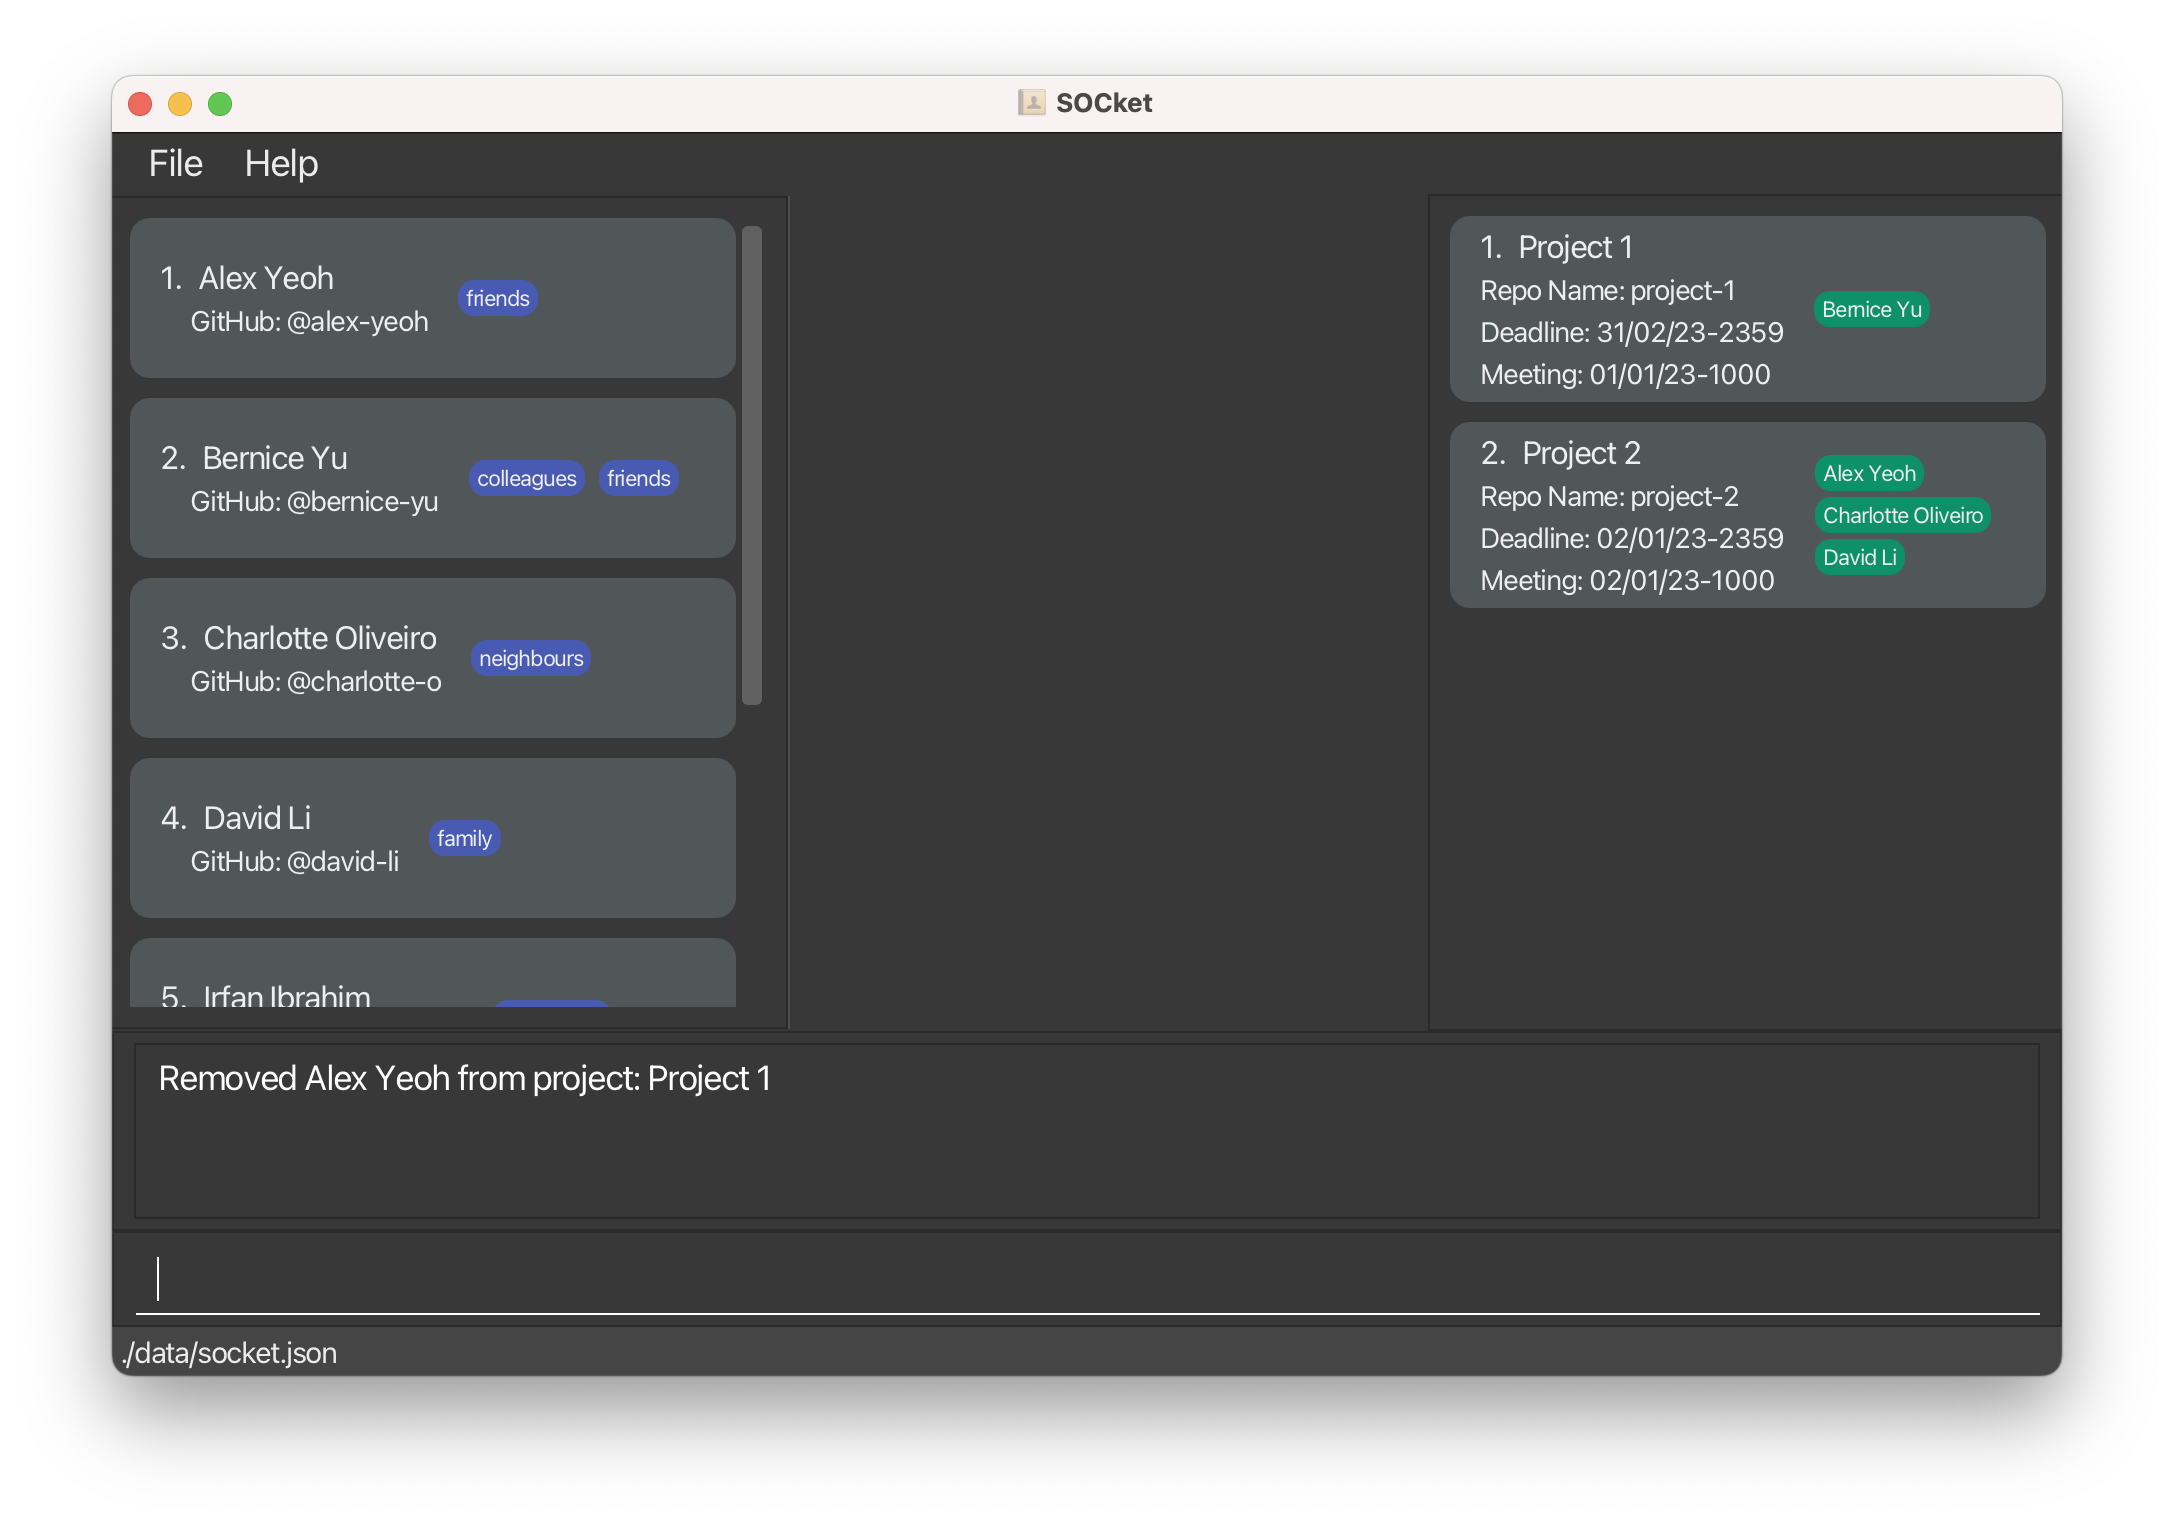 SOCket
File Help
1. Alex Yeoh
GitHub: @alex-yeoh
friends
2. Bernice Yu
GitHub: @bernice-yu
colleagues friends
3. Charlotte Oliveiro
GitHub: @charlotte-o
neighbours
4. David Li
GitHub: @david-li
family
5. Irfan Ibrahim
1. Project 1
Repo Name: project-1
Deadline: 31/02/23-2359
Meeting: 01/01/23-1000
Bernice Yu
2. Project 2
Repo Name: project-2
Deadline: 02/01/23-2359
Meeting: 02/01/23-1000
Alex Yeoh
Charlotte Oliveiro
David Li
Removed Alex Yeoh from project: Project 1
./data/socket.json